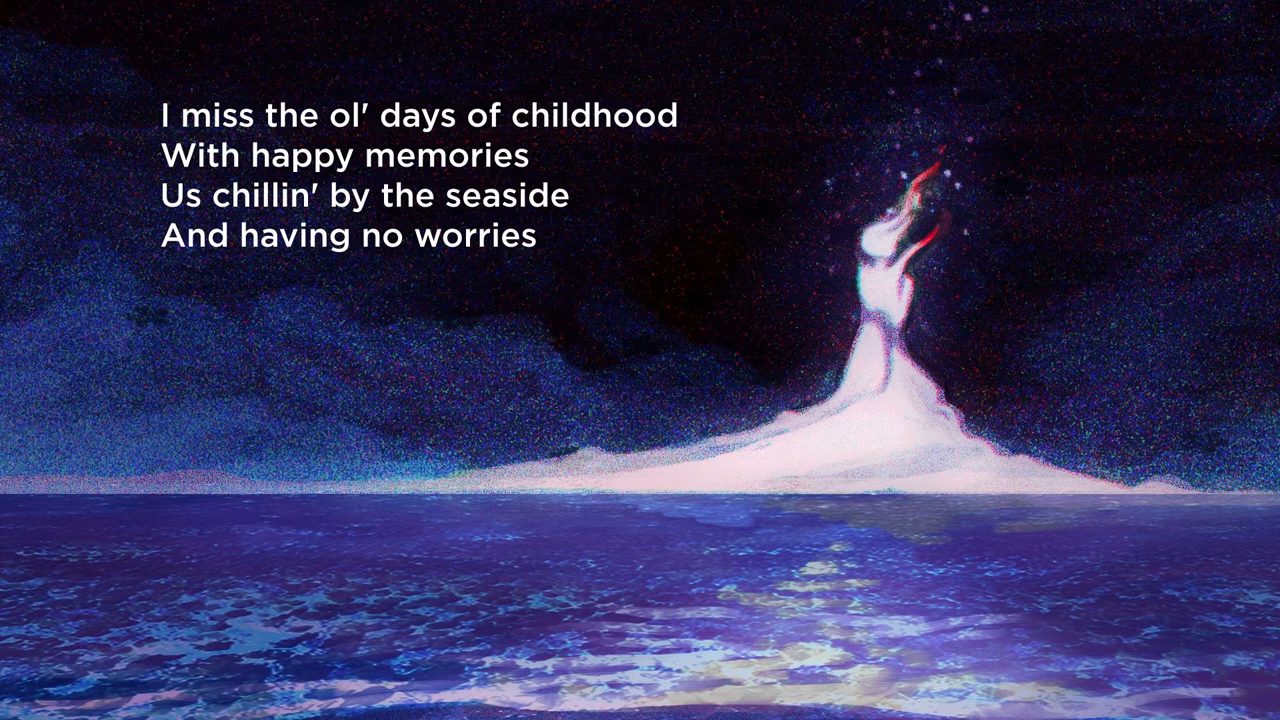 I miss the ol' days of childhood
With happy memories
Us chillin' by the seaside
And having no worries